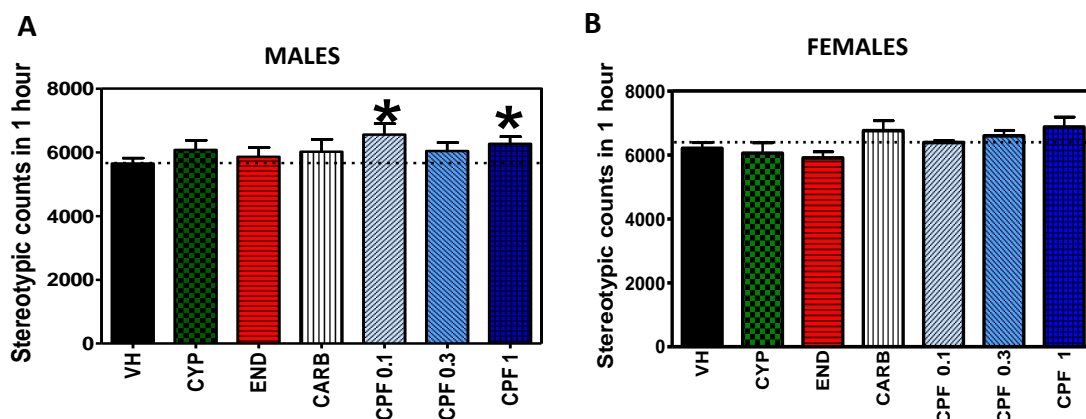 A
MALES
Stereotypic counts in 1 hour
8000
6000
4000
2000
0
*
*
VH
CYP
END
CARB
CPF 0.1
CPF 0.3
CPF 1
B
FEMALES
Stereotypic counts in 1 hour
8000
6000
4000
2000
0
VH
CYP
END
CARB
CPF 0.1
CPF 0.3
CPF 1